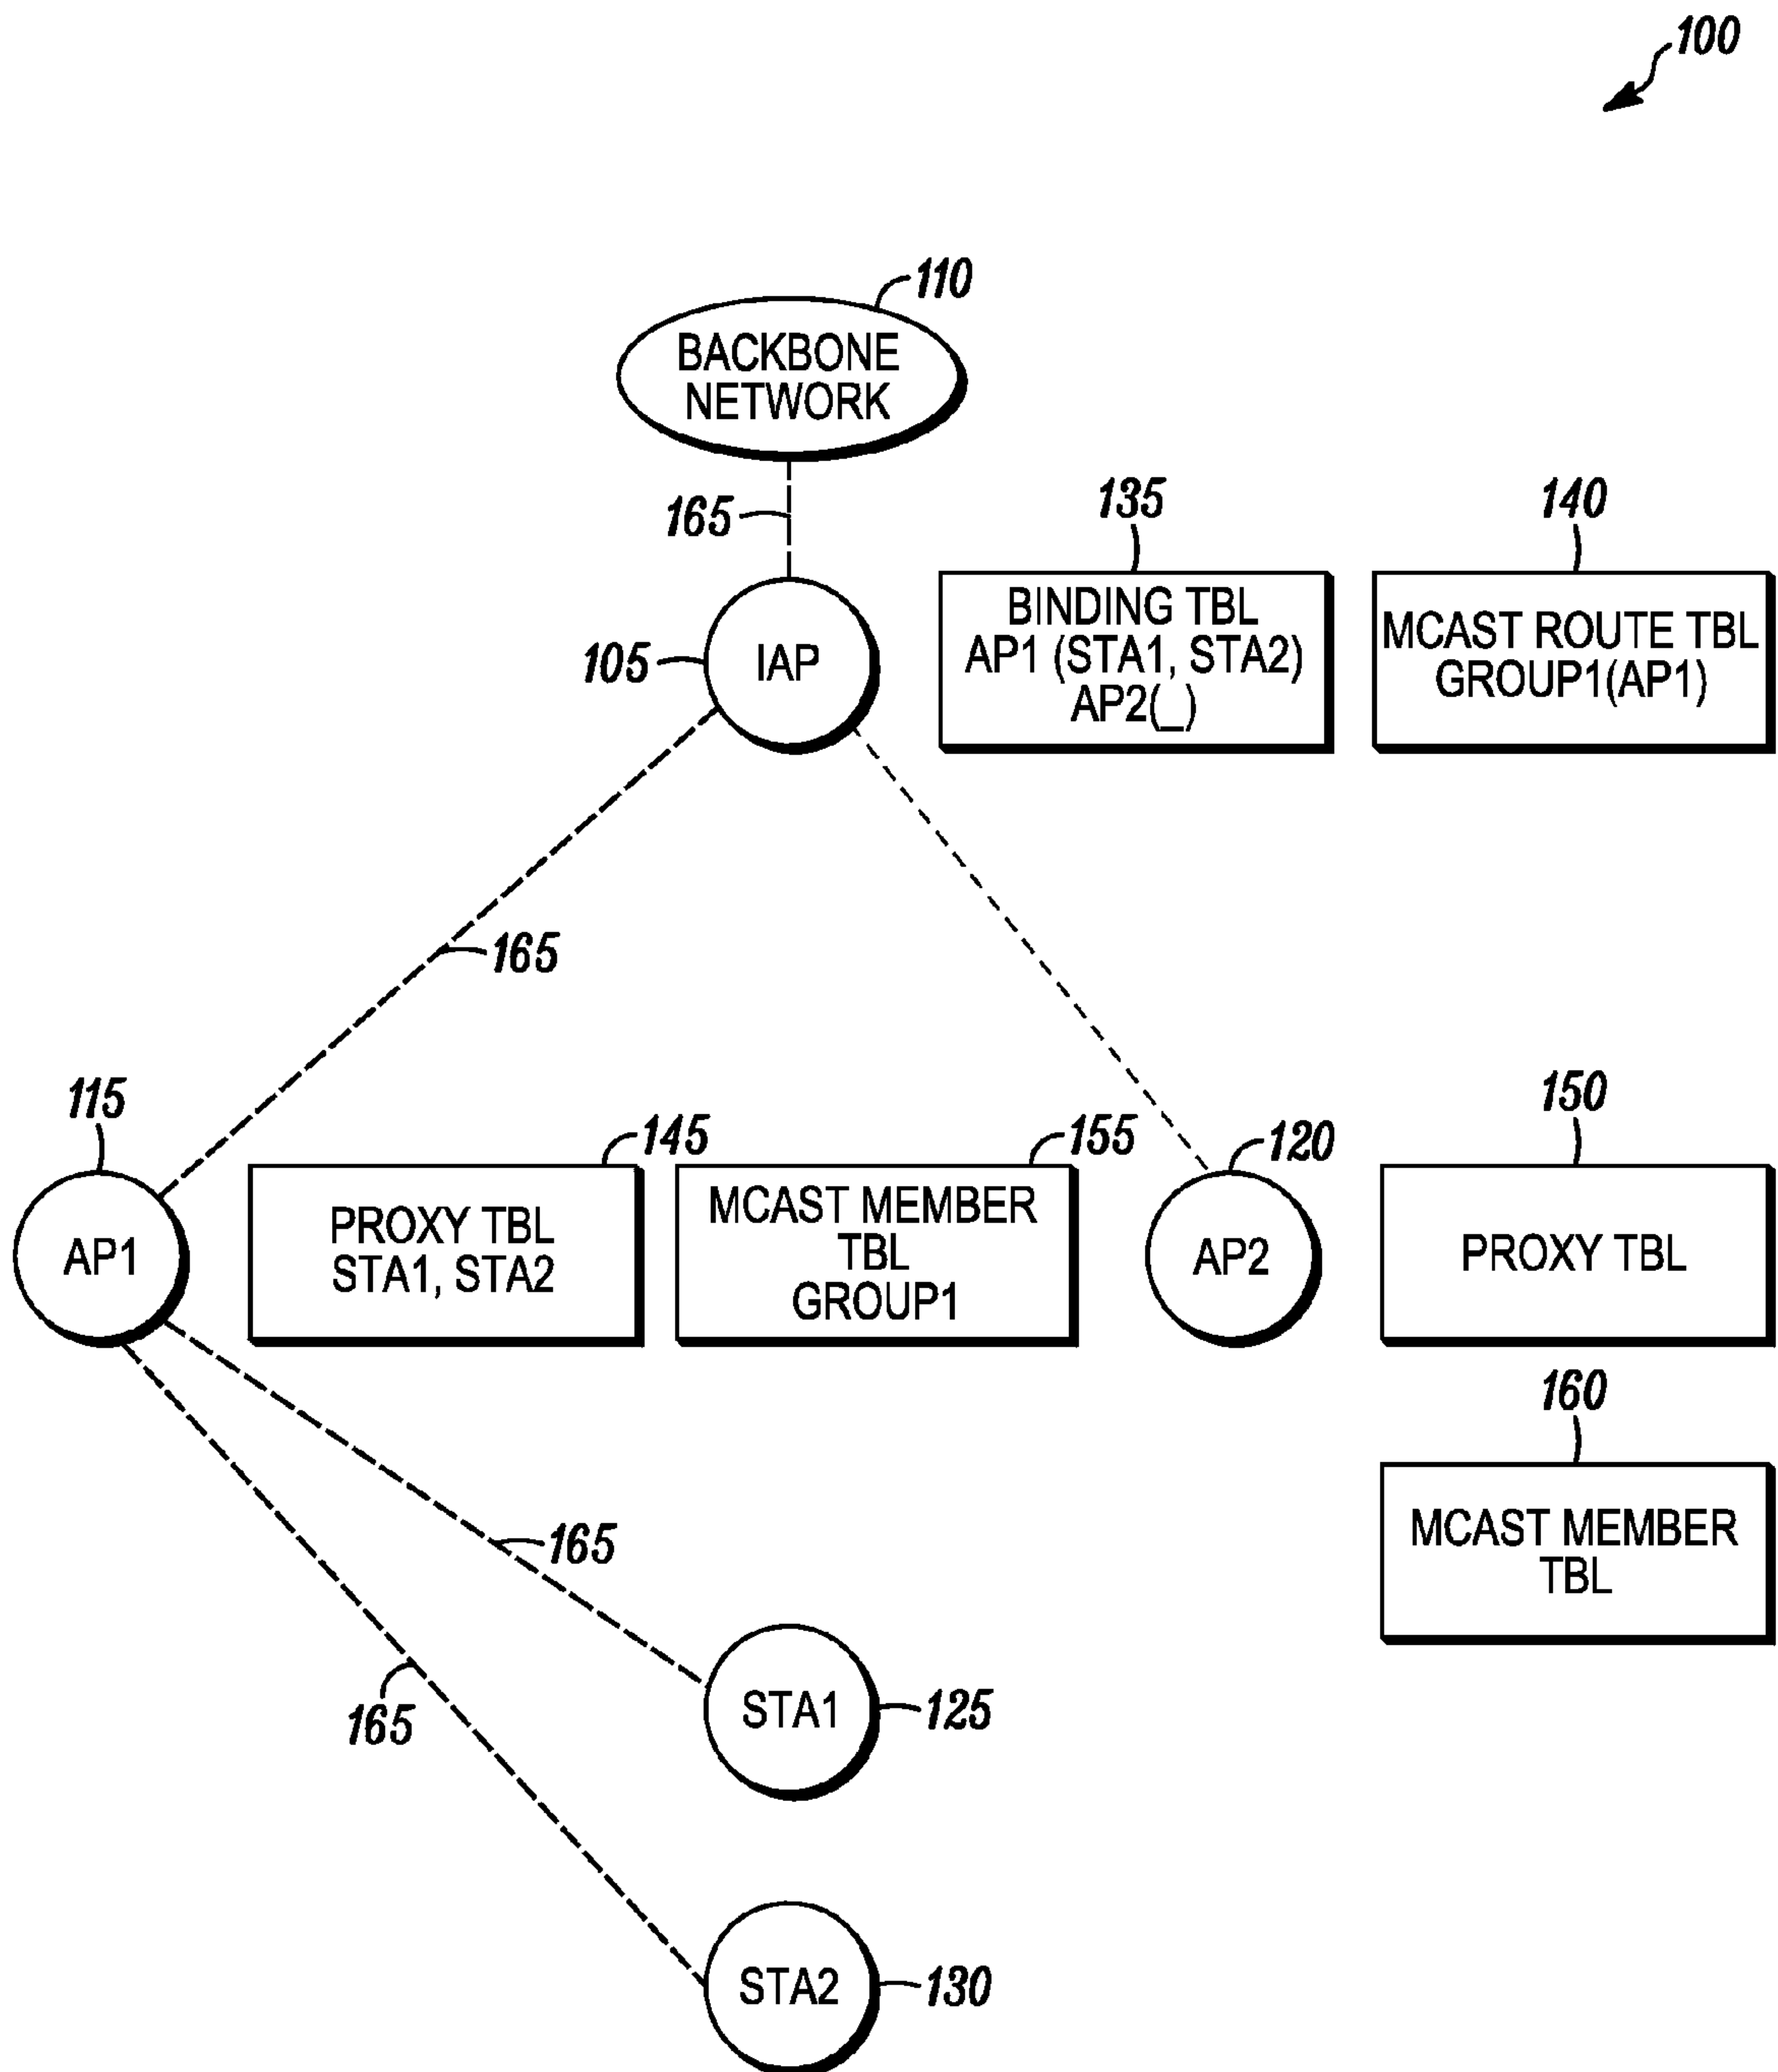 100
110
BACKBONE
NETWORK
165
135
140
105
IAP
BINDING TBL
AP1 (STA1, STA2)
AP2(_)
MCAST ROUTE TBL
GROUP1(AP1)
165
115
145
155
120
150
AP1
PROXY TBL
STA1, STA2
MCAST MEMBER
TBL
GROUP1
AP2
PROXY TBL
160
MCAST MEMBER
TBL
165
165
STA1
125
STA2
130